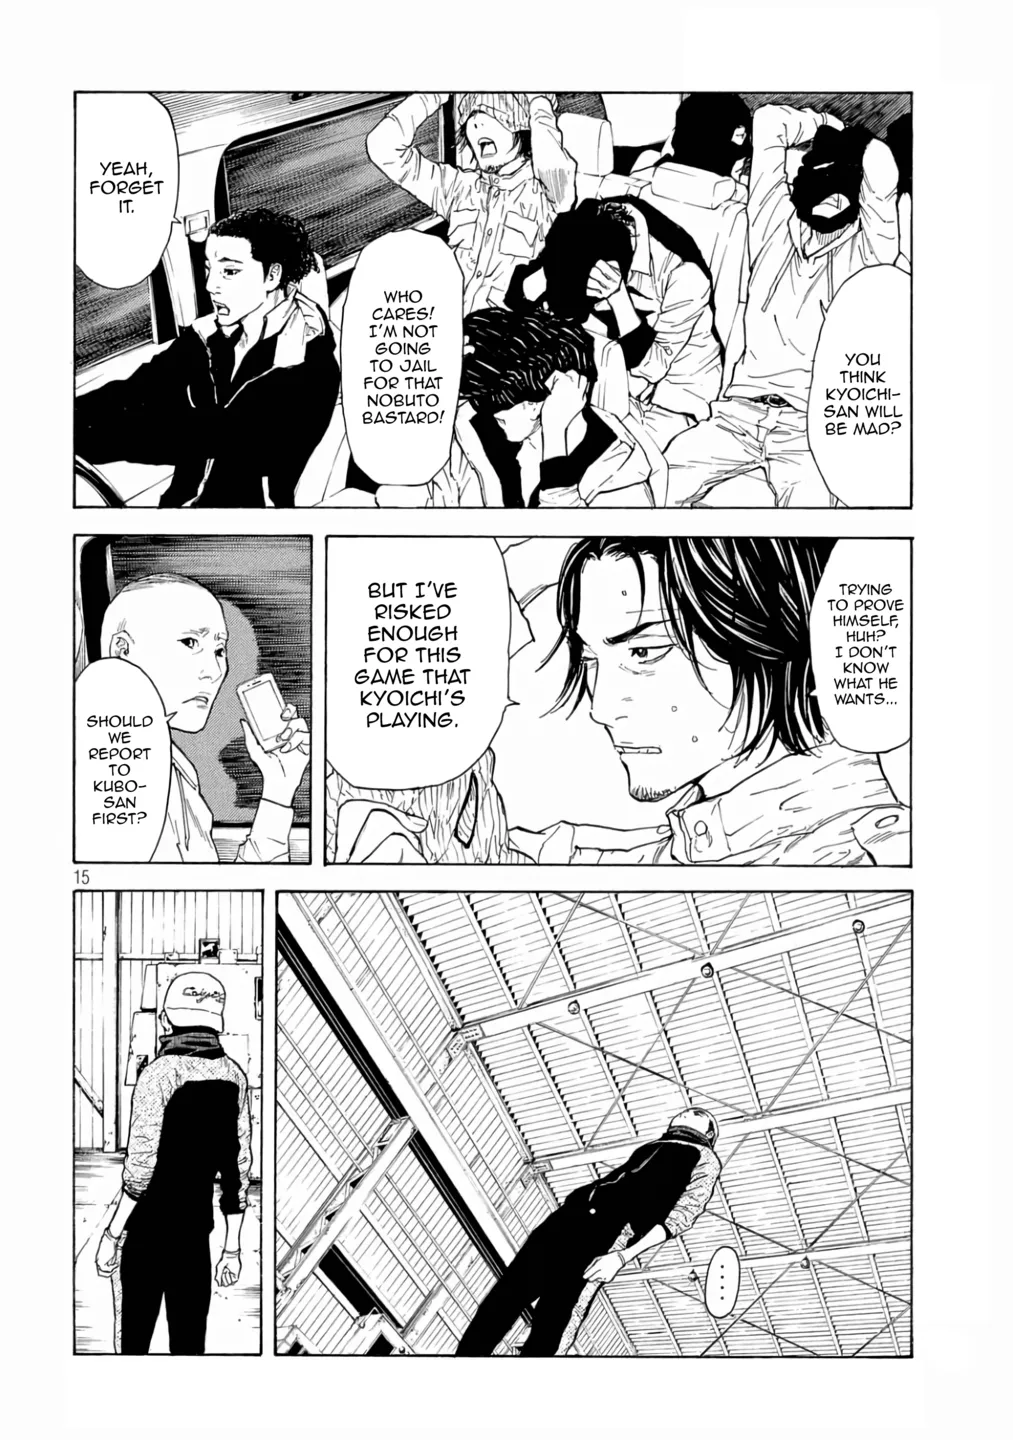 YOU
THINK
KYOICHI-
SAN WILL
BE MAD?
WHO
CARES!
I'M NOT
GOING
TO JAIL
FOR THAT
NOBUTO
BASTARD!
YEAH,
FORGET
IT.
TRYING
TO PROVE
HIMSELF,
HUH?
I DON'T
KNOW
WHAT HE
WANTS...
BUT I'VE
RISKED
ENOUGH
FOR THIS
GAME THAT
KYOICHI'S
PLAYING.
SHOULD
WE
REPORT
TO
KUBO-
SAN
FIRST?
15
....